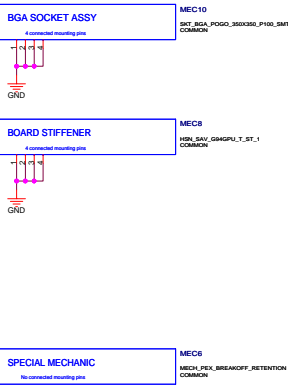 BGA SOCKET ASSY
4 connected mounting pins
MEC10
SKT_BGA_POGO_350X350_P100_SMT
COMMON
1 2 3 4
GND
BOARD STIFFENER
4 connected mounting pins
MEC8
HSN_SAV_G94GPU_T_ST_1
COMMON
1 2 3 4
GND
SPECIAL MECHANIC
No connected mounting pins
MEC6
MECH_PEX_BREAKOFF_RETENTION
COMMON